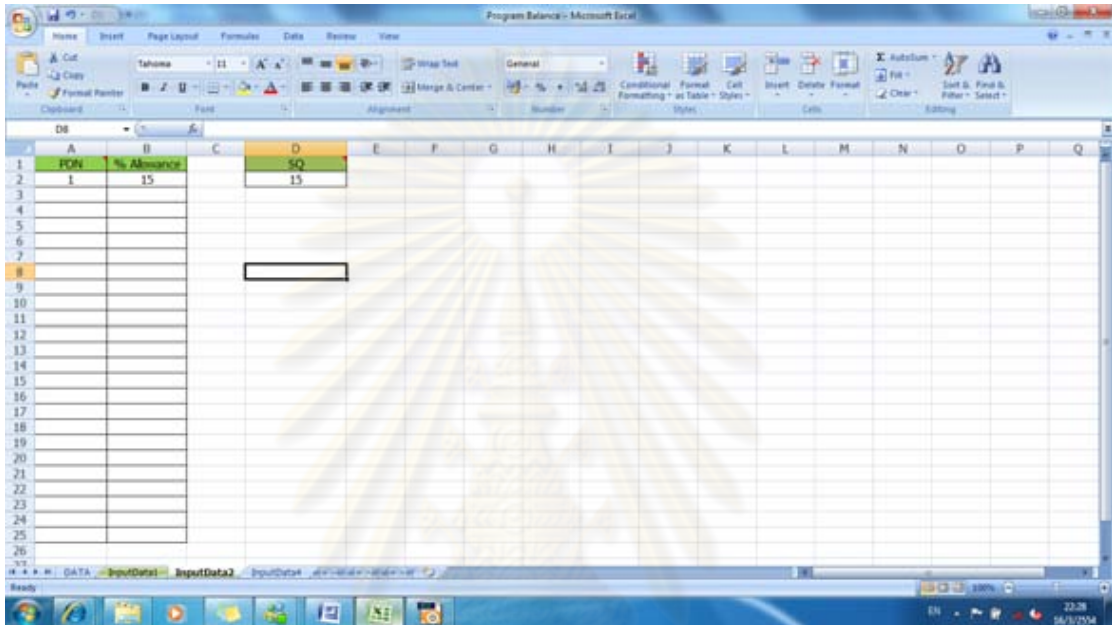 Program Balance - Microsoft Excel
Home Insert Page Layout Formulas Data Review View
Cut
Copy
Format Painter
Paste
Clipboard
Tahoma 11
B I U
Font
Wrap Text
Merge & Center
Alignment
General
Number
Conditional Formatting
Format as Table
Cell Styles
Styles
Insert Delete Format
Cells
AutoSum
Fill
Clear
Sort & Filter
Find & Select
Editing
D8
fx
A B C D E F G H I J K L M N O P Q
1 PDN % Allowance SQ
2 1 15 15
3
4
5
6
7
8
9
10
11
12
13
14
15
16
17
18
19
20
21
22
23
24
25
26
27
DATA InputData1 InputData2 InputData4
Ready
100%
EN
22:28
16/3/2554